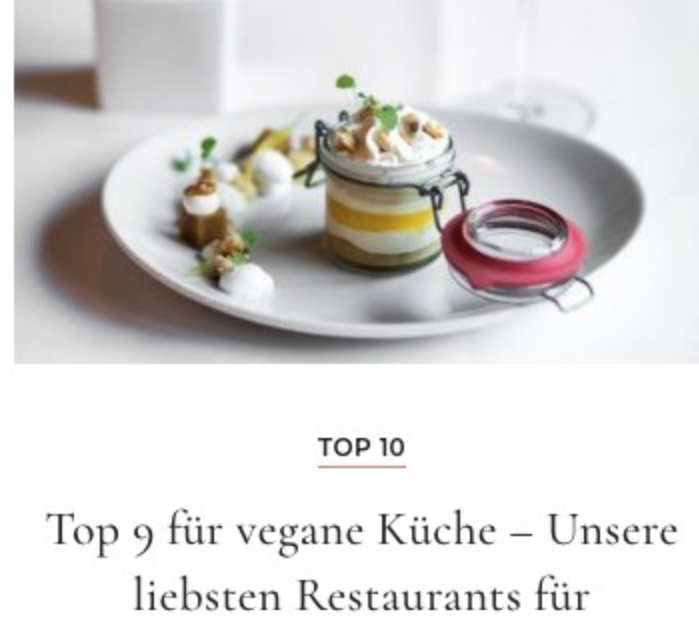 TOP 10
Top 9 für vegane Küche – Unsere
liebsten Restaurants für